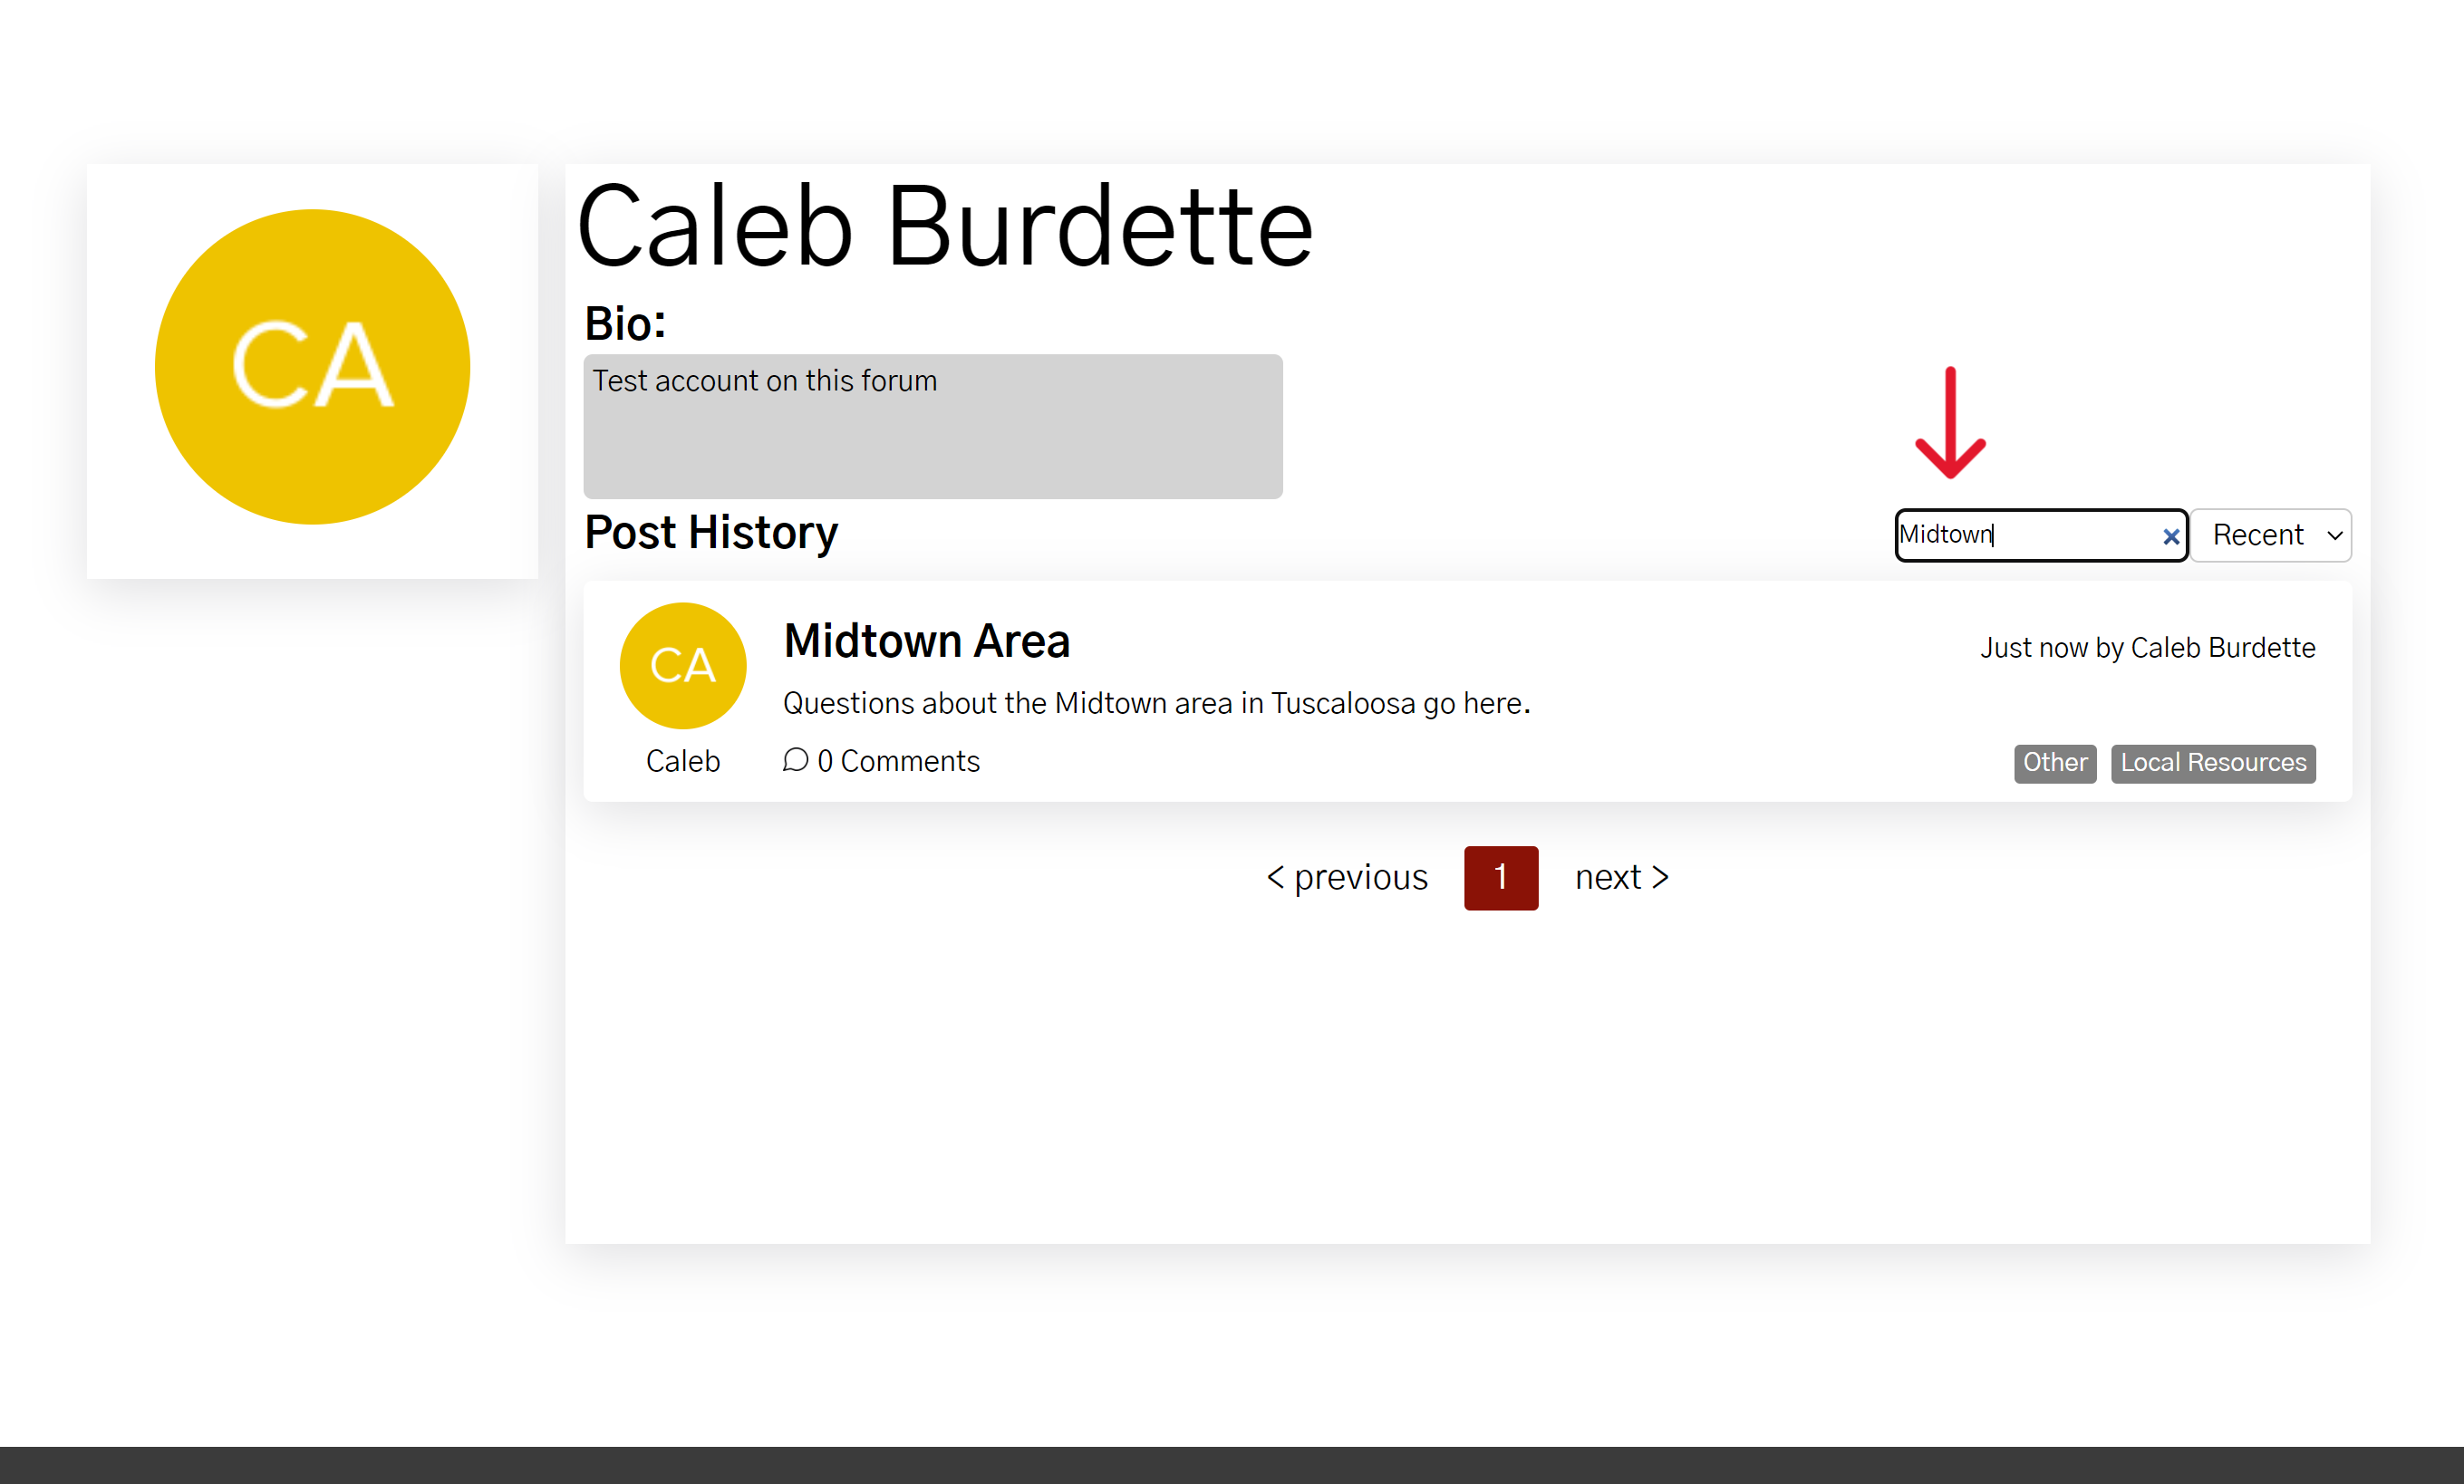 CA
Caleb Burdette
Bio:
Test account on this forum
Post History
Midtown
Recent
CA
Midtown Area
Just now by Caleb Burdette
Questions about the Midtown area in Tuscaloosa go here.
Caleb
0 Comments
Other
Local Resources
< previous 1 next >